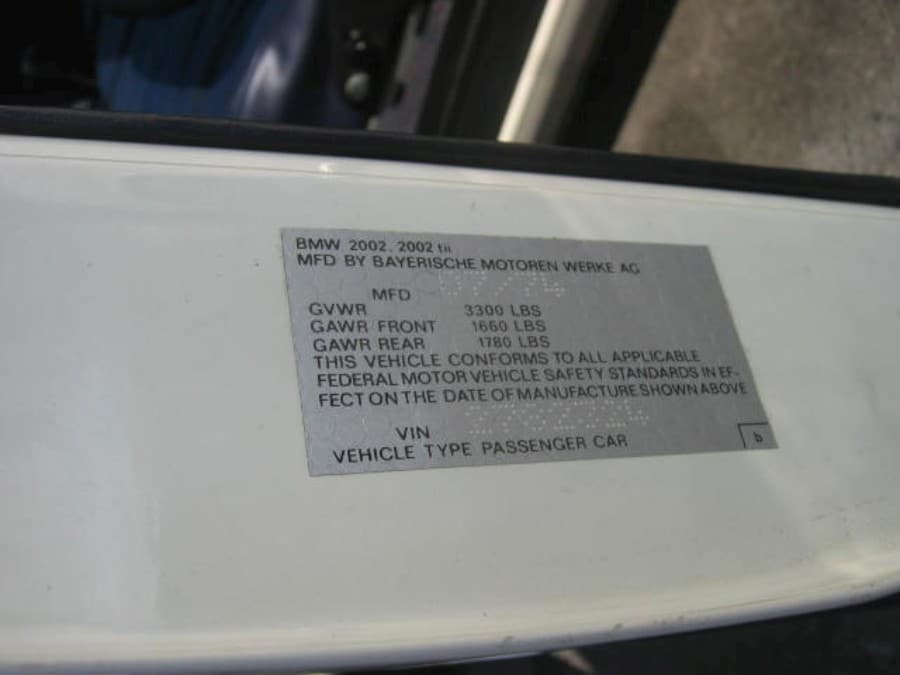 BMW 2002, 2002 tii
MFD BY BAYERISCHE MOTOREN WERKE AG
MFD 07/74
GVWR 3300 LBS
GAWR FRONT 1660 LBS
GAWR REAR 1780 LBS
THIS VEHICLE CONFORMS TO ALL APPLICABLE
FEDERAL MOTOR VEHICLE SAFETY STANDARDS IN EF-
FECT ON THE DATE OF MANUFACTURE SHOWN ABOVE
VIN
VEHICLE TYPE PASSENGER CAR
b